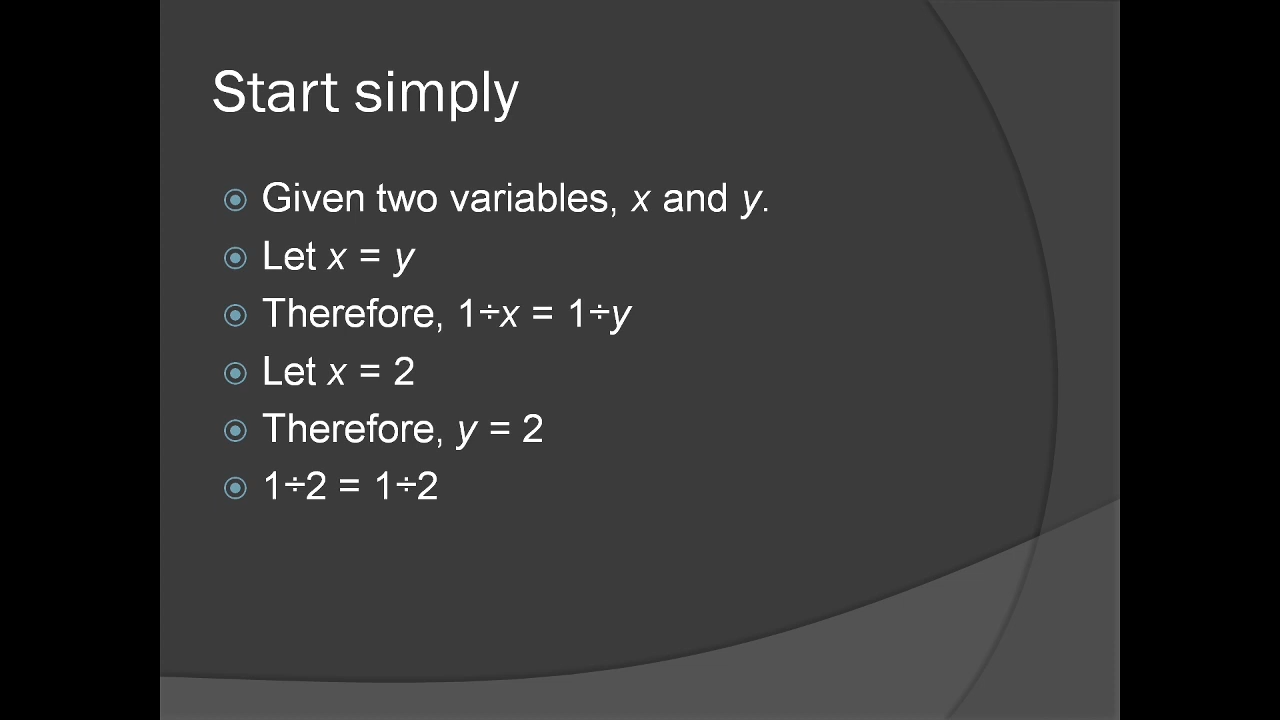 Start simply
Given two variables, x and y.
Let x = y
Therefore, 1÷x = 1÷y
Let x = 2
Therefore, y = 2
1÷2 = 1÷2